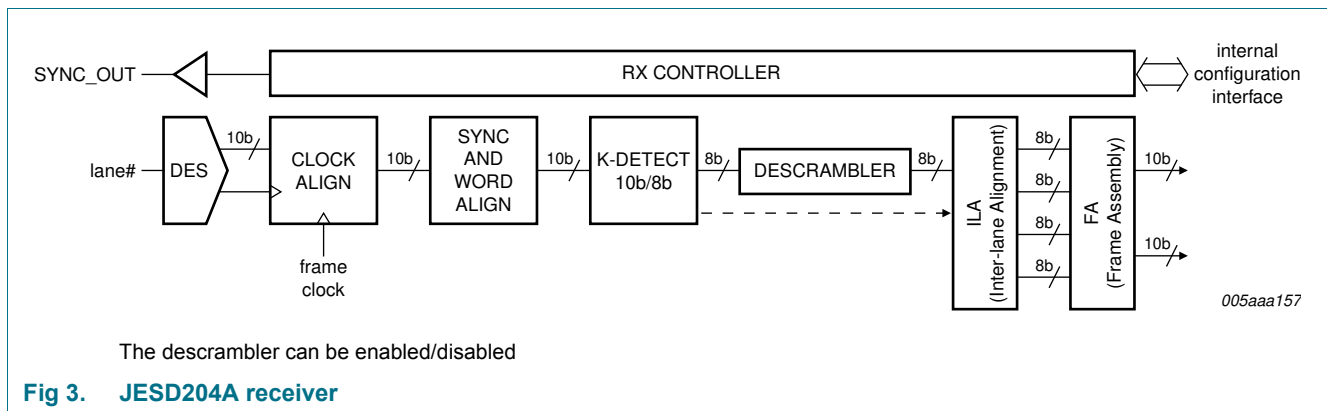 SYNC_OUT
RX CONTROLLER
internal
configuration
interface
lane#
DES
10b
CLOCK
ALIGN
frame
clock
10b
SYNC
AND
WORD
ALIGN
10b
K-DETECT
10b/8b
8b
DESCRAMBLER
8b
ILA
(Inter-lane Alignment)
8b
8b
8b
8b
FA
(Frame Assembly)
10b
10b
005aaa157
The descrambler can be enabled/disabled
Fig 3. JESD204A receiver